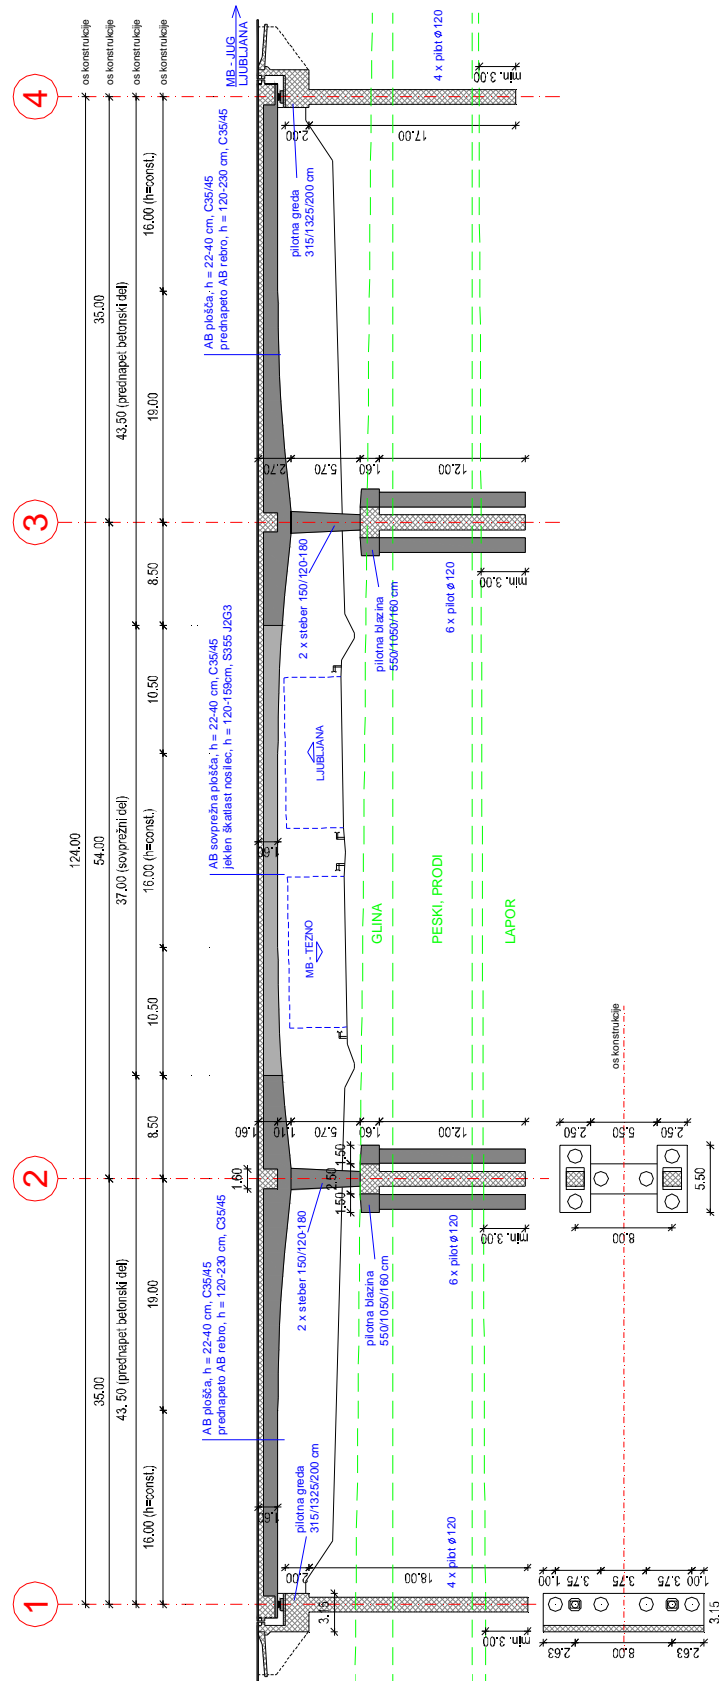 os konstrukcije
os konstrukcije
os konstrukcije
os konstrukcije
1
2
3
4
124.00
35.00
54.00
35.00
43.50 (prednapet betonski del)
37.00 (sovprežni del)
43.50 (prednapet betonski del)
16.00 (h=const.)
19.00
8.50
10.50
16.00 (h=const.)
10.50
8.50
19.00
16.00 (h=const.)
MB - JUG
LJUBLJANA
AB plošča, h = 22-40 cm, C35/45
prednapeto AB rebro, h = 120-230 cm, C35/45
AB sovprežna plošča, h = 22-40 cm, C35/45
jeklen škatlast nosilec, h = 120-159cm, S355 J2G3
AB plošča, h = 22-40 cm, C35/45
prednapeto AB rebro, h = 120-230 cm, C35/45
1.60
1.60
1.60
1.60
1.10
5.70
1.60
12.00
2.70
5.70
1.60
12.00
pilotna greda
315/1325/200 cm
2 x steber 150/120-180
2 x steber 150/120-180
pilotna greda
315/1325/200 cm
MB - TEZNO
LJUBLJANA
2.00
18.00
3.15
2.00
17.00
1.50
2.50
1.50
pilotna blazina
550/1050/160 cm
pilotna blazina
550/1050/160 cm
GLINA
PESKI, PRODI
LAPOR
4 x pilot ϕ120
6 x pilot ϕ120
6 x pilot ϕ120
4 x pilot ϕ120
min. 3.00
min. 3.00
min. 3.00
min. 3.00
os konstrukcije
2.50
5.50
2.50
8.00
5.50
1.00
3.75
3.75
3.75
1.00
2.63
8.00
2.63
3.15